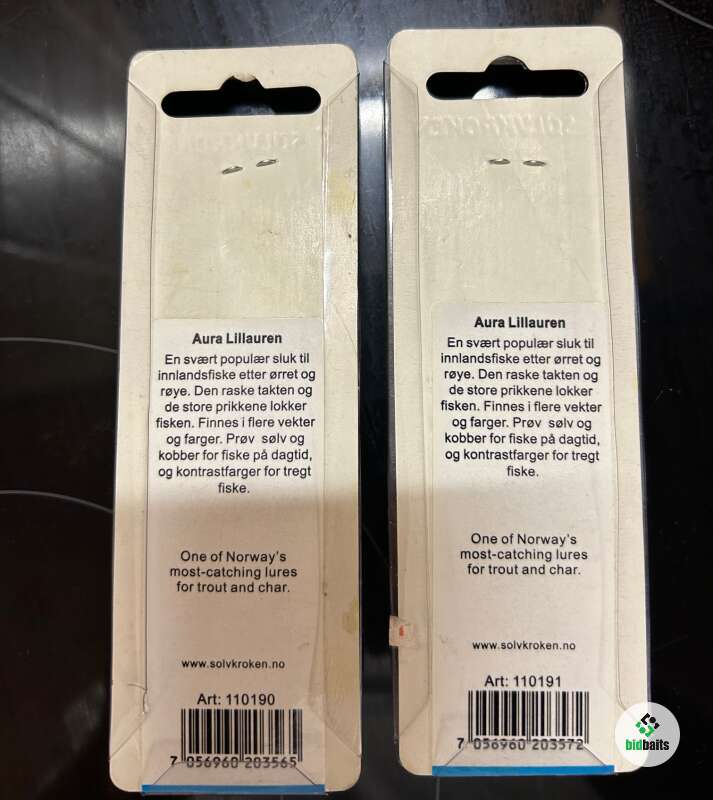 Aura Lillauren
En svært populær sluk til
innlandsfiske etter ørret og
røye. Den raske takten og
de store prikkene lokker
fisken. Finnes i flere vekter
og farger. Prøv sølv og
kobber for fiske på dagtid,
og kontrastfarger for tregt
fiske.
One of Norway's
most-catching lures
for trout and char.
www.solvkroken.no
Art: 110190
7 056960 203565
SOLVKROKEN
Aura Lillauren
En svært populær sluk til
innlandsfiske etter ørret og
røye. Den raske takten og
de store prikkene lokker
fisken. Finnes i flere vekter
og farger. Prøv sølv og
kobber for fiske på dagtid,
og kontrastfarger for tregt
fiske.
One of Norway's
most-catching lures
for trout and char.
www.solvkroken.no
Art: 110191
7 056960 203572
bidbaits